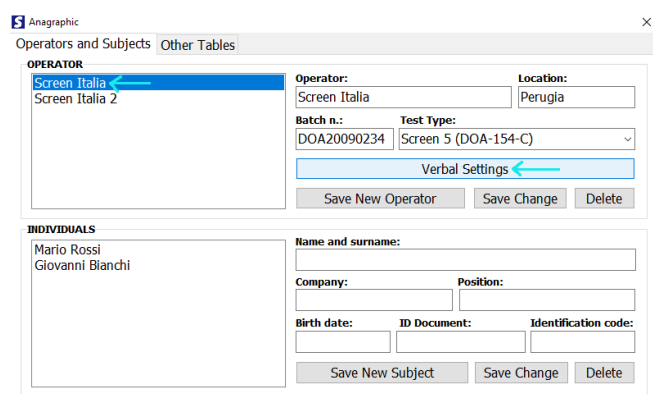 S Anagraphic
Operators and Subjects Other Tables
OPERATOR
Screen Italia
Screen Italia 2
Operator: Location:
Screen Italia Perugia
Batch n.: Test Type:
DOA20090234 Screen 5 (DOA-154-C)
Verbal Settings
Save New Operator Save Change Delete
INDIVIDUALS
Mario Rossi
Giovanni Bianchi
Name and surname:
Company: Position:
Birth date: ID Document: Identification code:
Save New Subject Save Change Delete